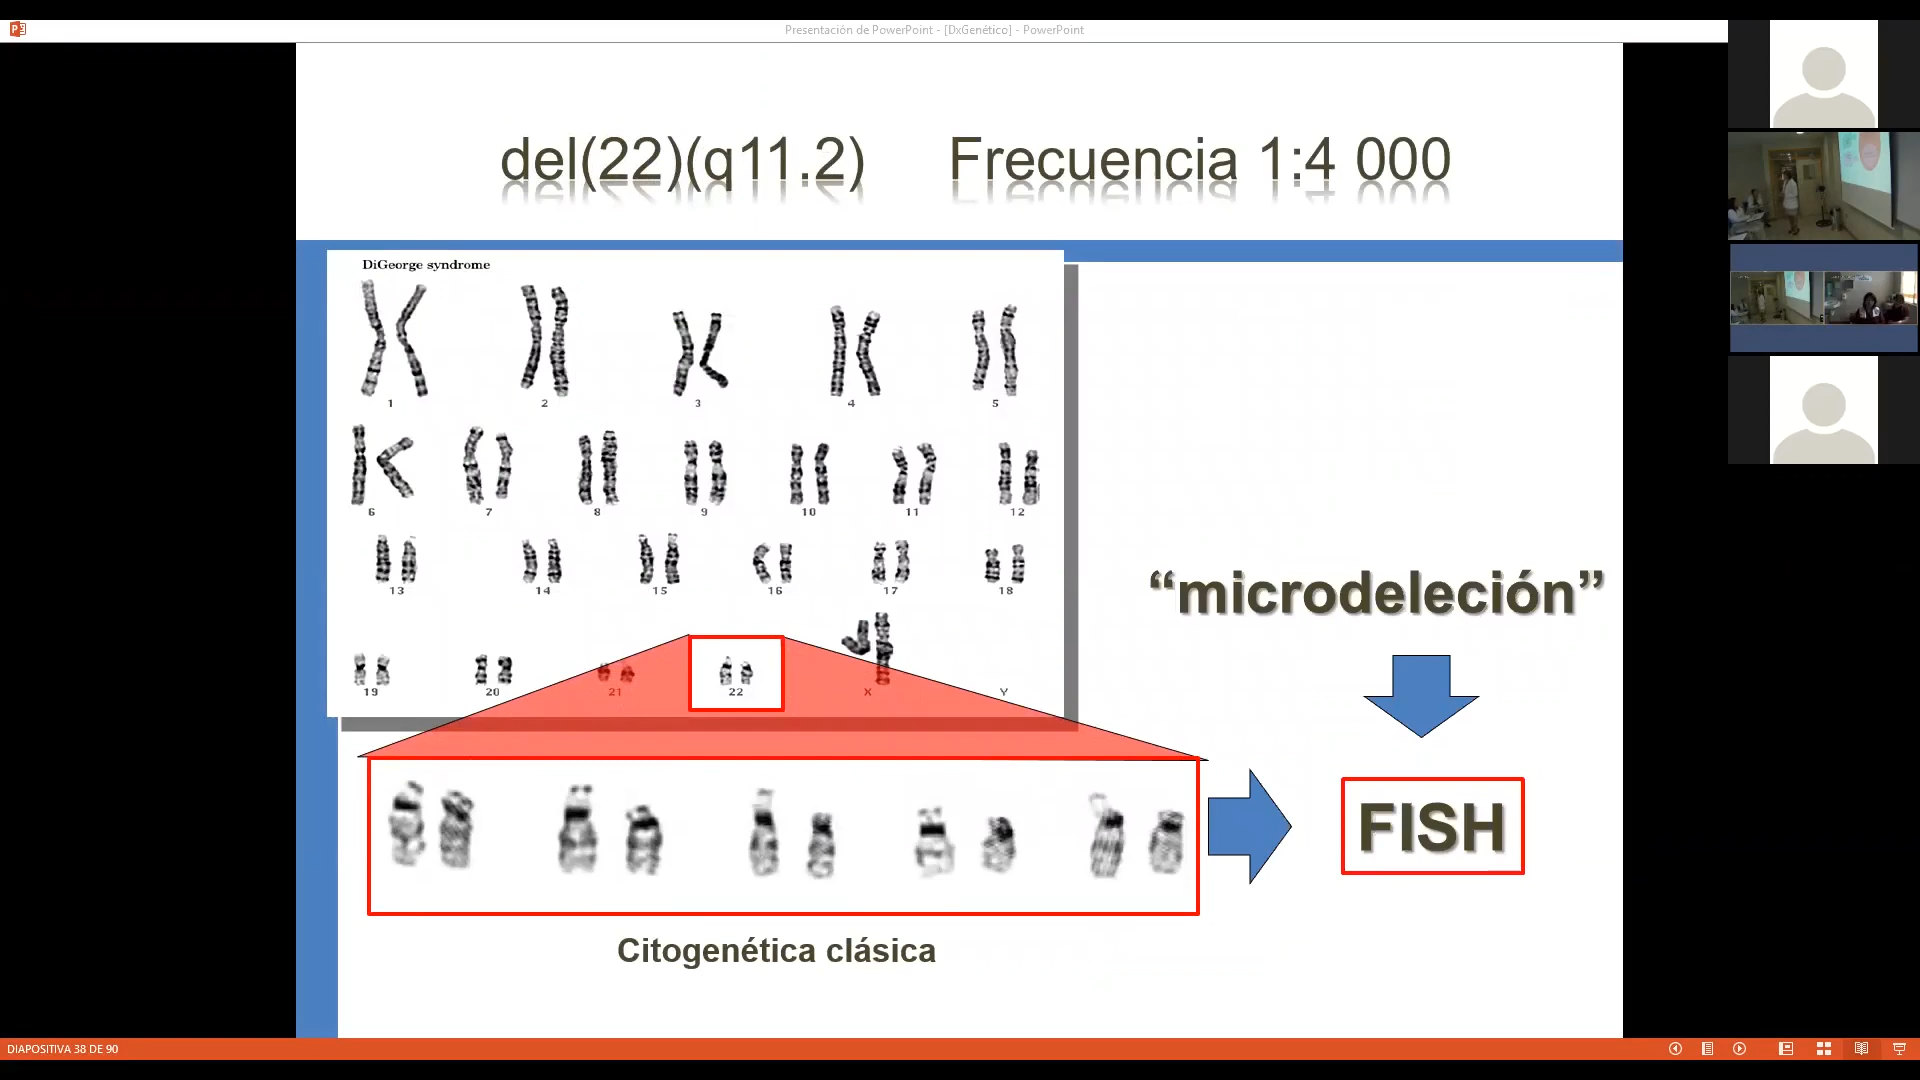 Presentación de PowerPoint - [DxGenético] - PowerPoint
del(22)(q11.2) Frecuencia 1:4 000
DiGeorge syndrome
1 2 3 4 5
6 7 8 9 10 11 12
13 14 15 16 17 18
19 20 21 22 X Y
“microdeleción”
FISH
Citogenética clásica
DIAPOSITIVA 38 DE 90